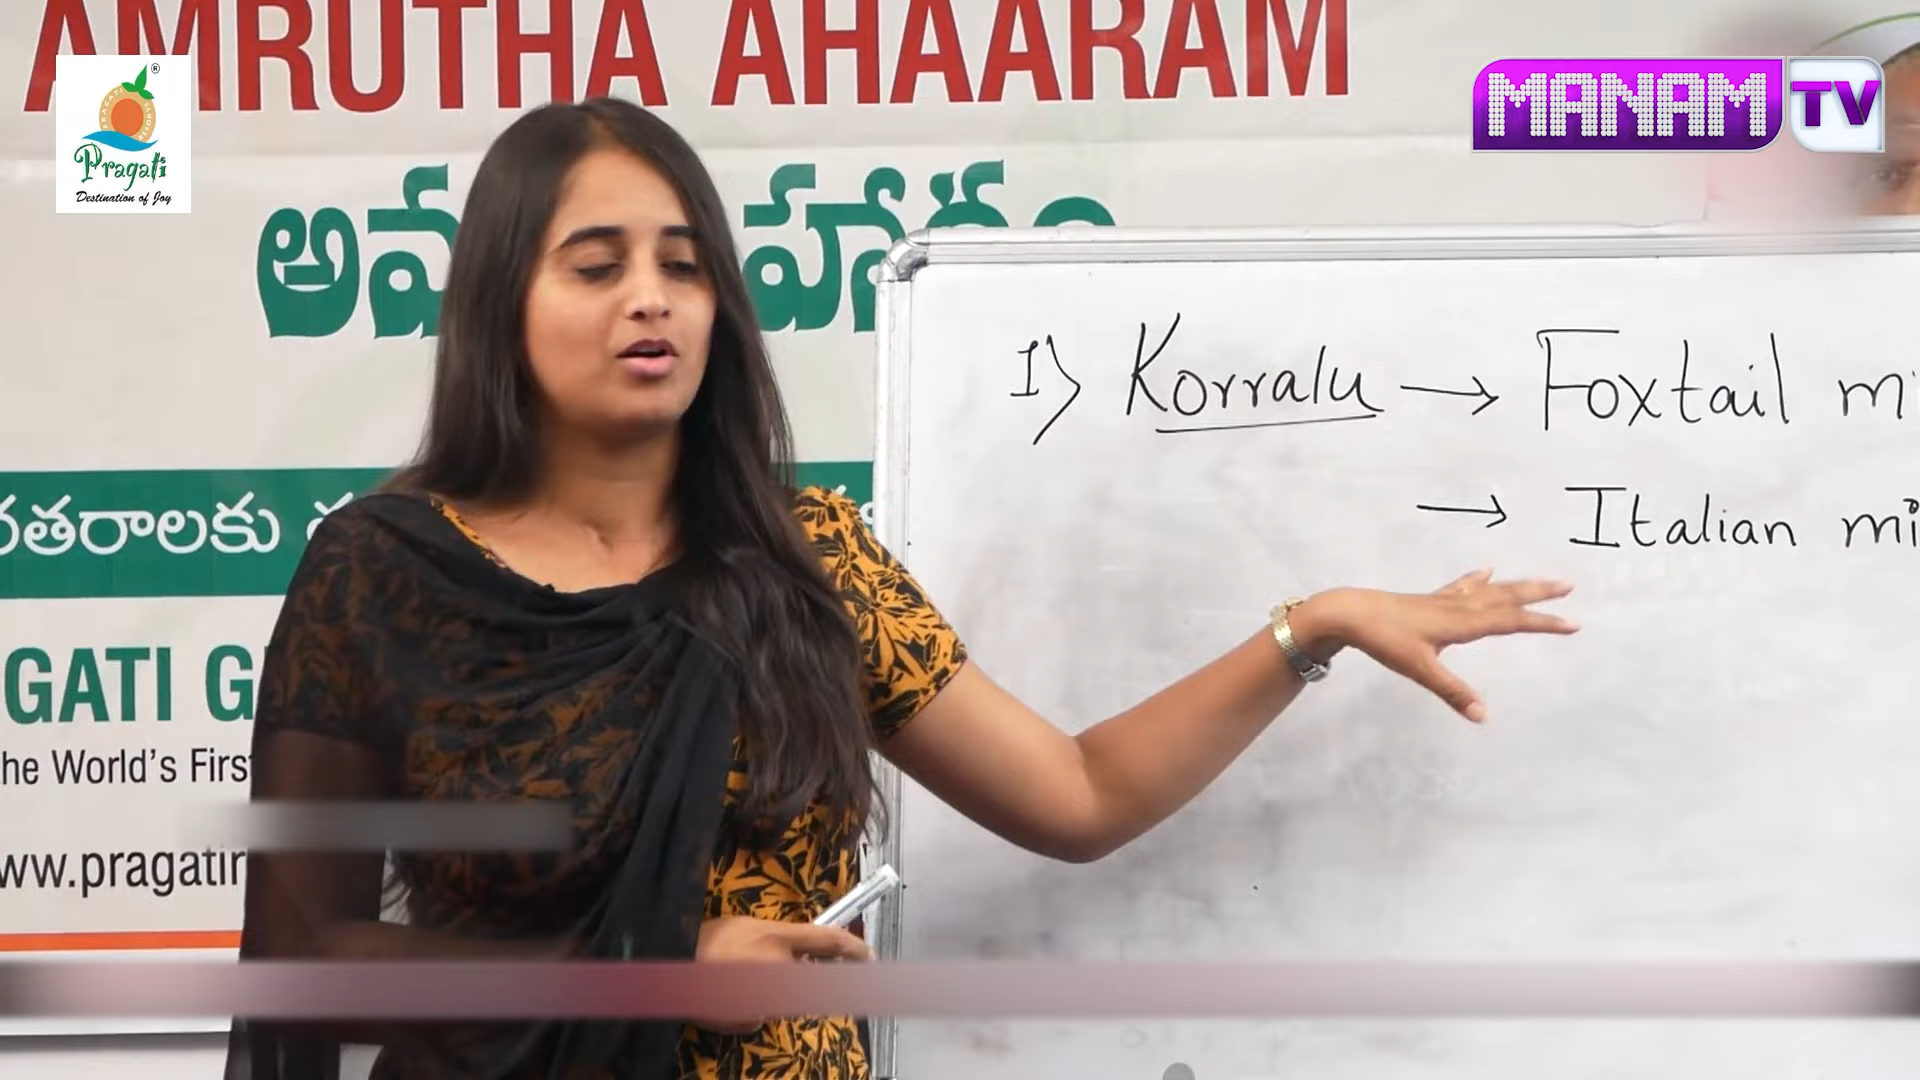 AMRUTHA AHAARAM
®
PRAGATI
Pragati's
Destination of Joy
MANAM TV
I) Korralu → Foxtail mi
→ Italian mi
తరాలకు
GATI G
he World's First
ww.pragatir